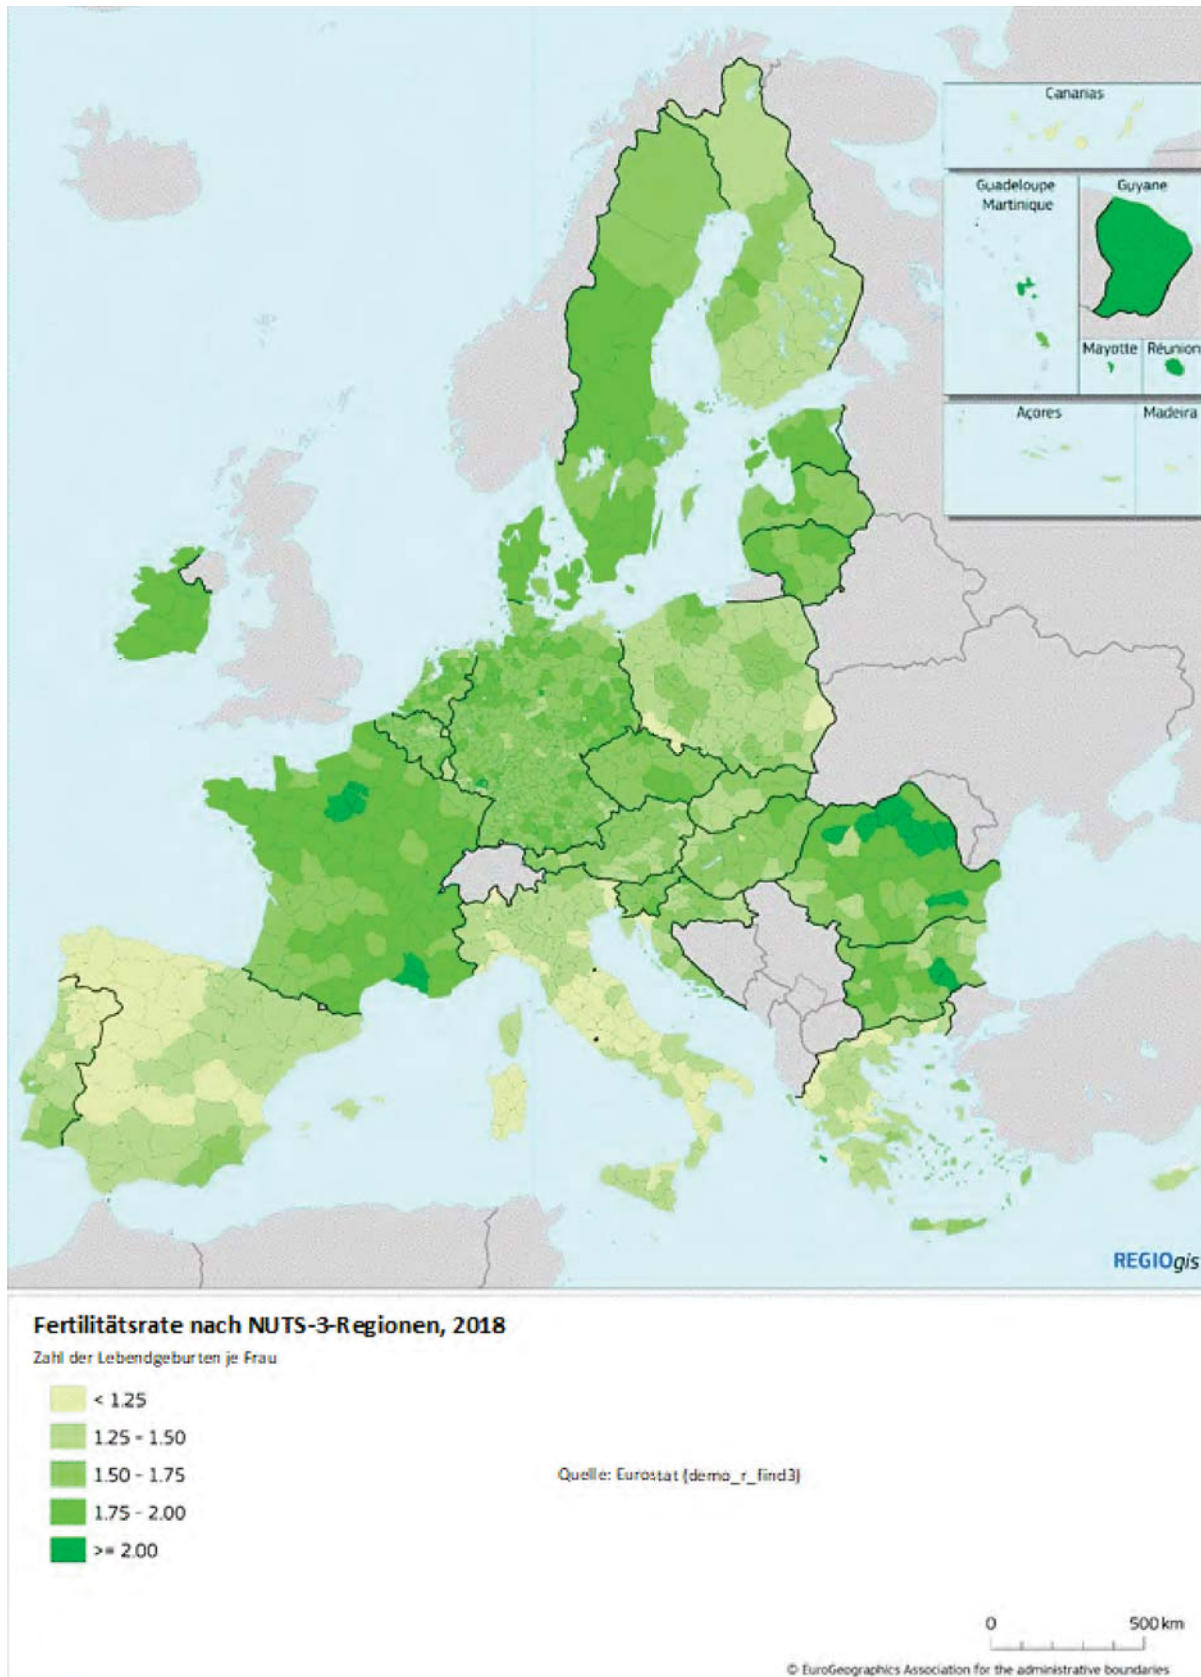 Canarias
Guadeloupe
Martinique
Guyane
Mayotte
Réunion
Açores
Madeira
REGIOgis
Fertilitätsrate nach NUTS-3-Regionen, 2018
Zahl der Lebendgeburten je Frau
< 1.25
1.25 - 1.50
1.50 - 1.75
1.75 - 2.00
>= 2.00
Quelle: Eurostat (demo_r_find3)
0 500 km
© EuroGeographics Association for the administrative boundaries